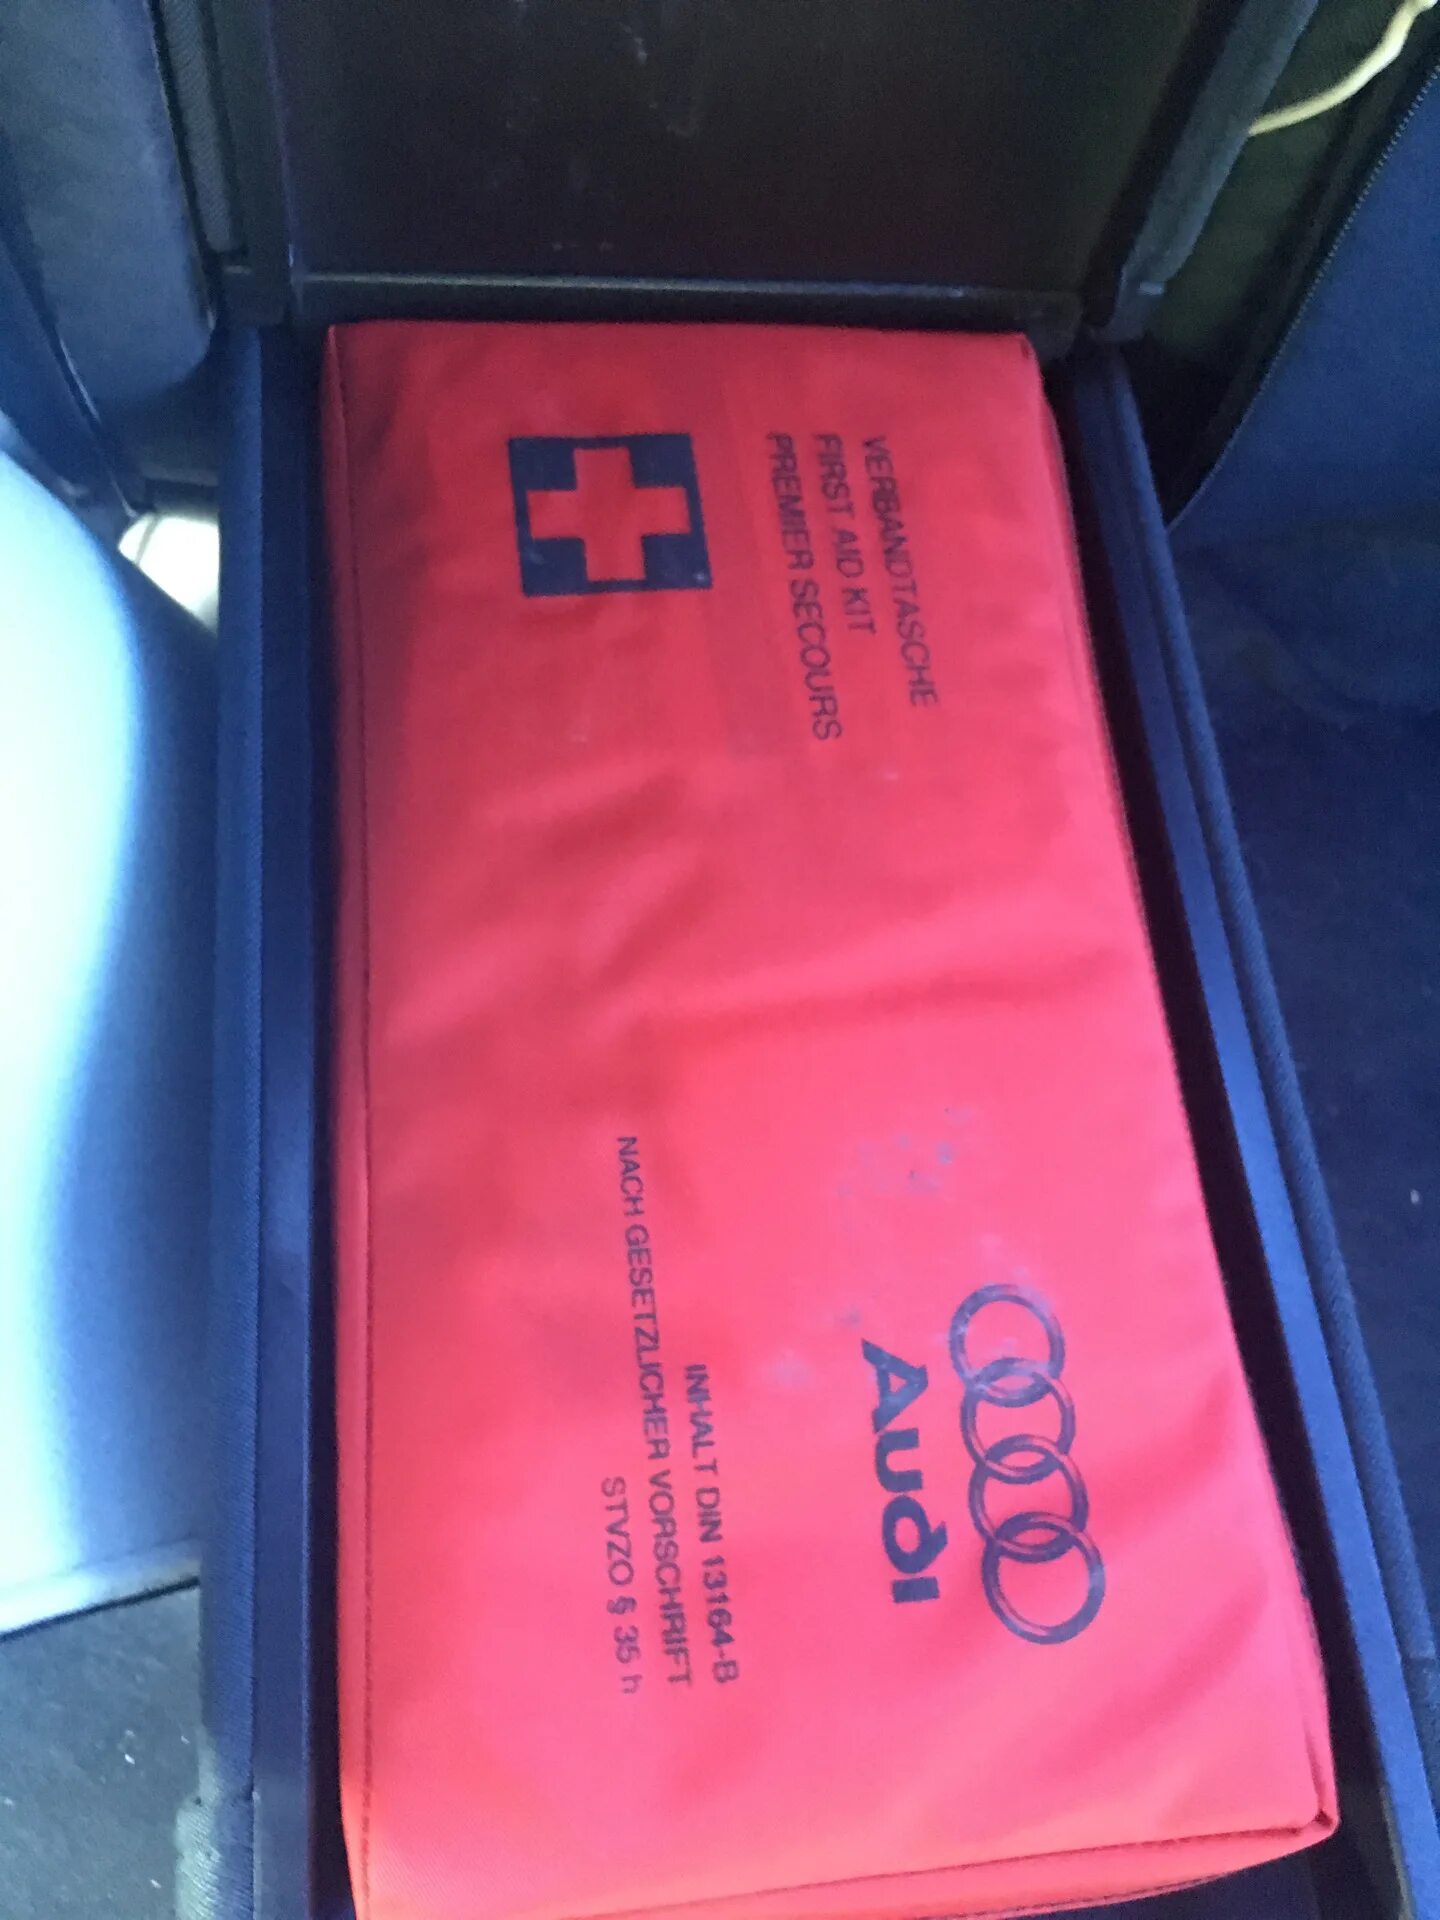 VERBANDTASCHE
FIRST AID KIT
PREMIER SECOURS
Audi
INHALT DIN 13164-B
NACH GESETZLICHER VORSCHRIFT
STVZO § 35 h